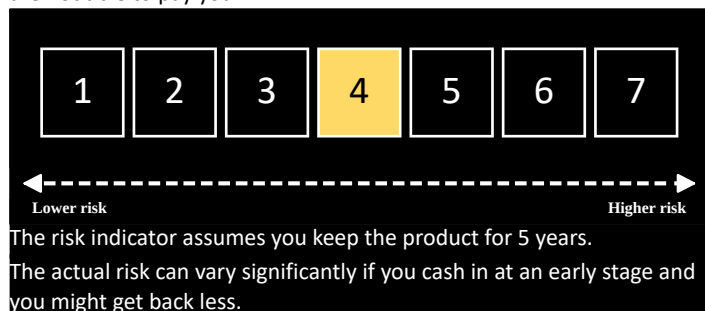 1 2 3 4 5 6 7
Lower risk Higher risk
The risk indicator assumes you keep the product for 5 years.
The actual risk can vary significantly if you cash in at an early stage and
you might get back less.